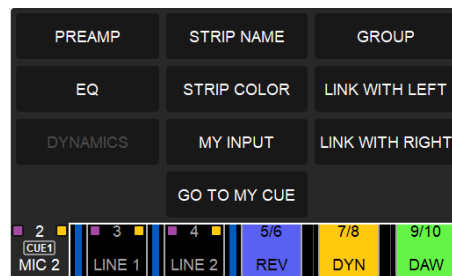 PREAMP STRIP NAME GROUP
EQ STRIP COLOR LINK WITH LEFT
DYNAMICS MY INPUT LINK WITH RIGHT
GO TO MY CUE
2 3 4 5/6 7/8 9/10
CUE1
MIC 2 LINE 1 LINE 2 REV DYN DAW